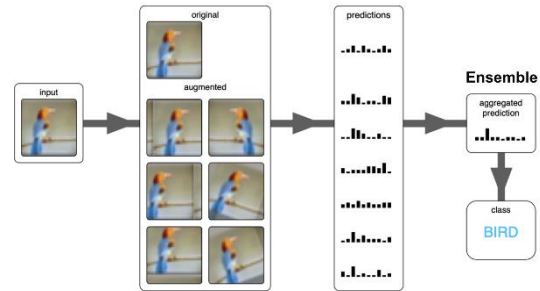 original
predictions
Ensemble
input
augmented
aggregated
prediction
class
BIRD